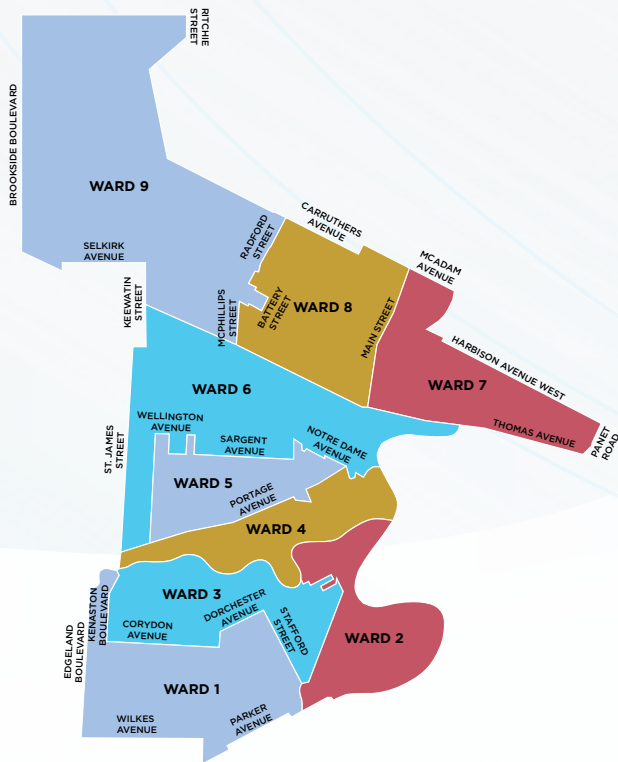 RITCHIE
STREET
BROOKSIDE BOULEVARD
WARD 9
CARRUTHERS
AVENUE
RADFORD
STREET
SELKIRK
AVENUE
MCADAM
AVENUE
KEEWATIN
STREET
MCPHILLIPS
STREET
BATTERY
STREET
WARD 8
MAIN STREET
HARBISON AVENUE WEST
WARD 7
WARD 6
WELLINGTON
AVENUE
THOMAS AVENUE
PANET
ROAD
ST. JAMES
STREET
SARGENT
AVENUE
NOTRE DAME
AVENUE
WARD 5
PORTAGE
AVENUE
WARD 4
WARD 3
KENASTON
BOULEVARD
DORCHESTER
AVENUE
STAFFORD
STREET
EDGELAND
BOULEVARD
CORYDON
AVENUE
WARD 2
WARD 1
WILKES
AVENUE
PARKER
AVENUE